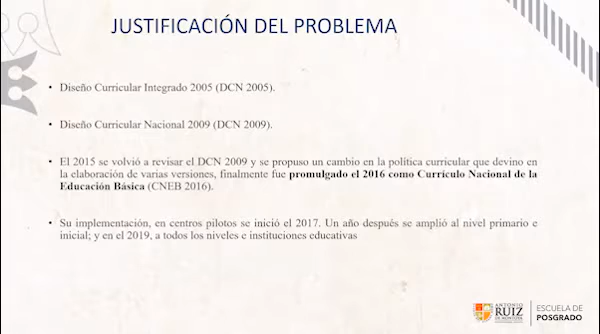 JUSTIFICACIÓN DEL PROBLEMA
• Diseño Curricular Integrado 2005 (DCN 2005).
• Diseño Curricular Nacional 2009 (DCN 2009).
• El 2015 se volvió a revisar el DCN 2009 y se propuso un cambio en la política curricular que devino en
la elaboración de varias versiones, finalmente fue promulgado el 2016 como Currículo Nacional de la
Educación Básica (CNEB 2016).
• Su implementación, en centros pilotos se inició el 2017. Un año después se amplió al nivel primario e
inicial; y en el 2019, a todos los niveles e instituciones educativas
ANTONIO
RUIZ
DE MONTOYA
ESCUELA DE
POSGRADO